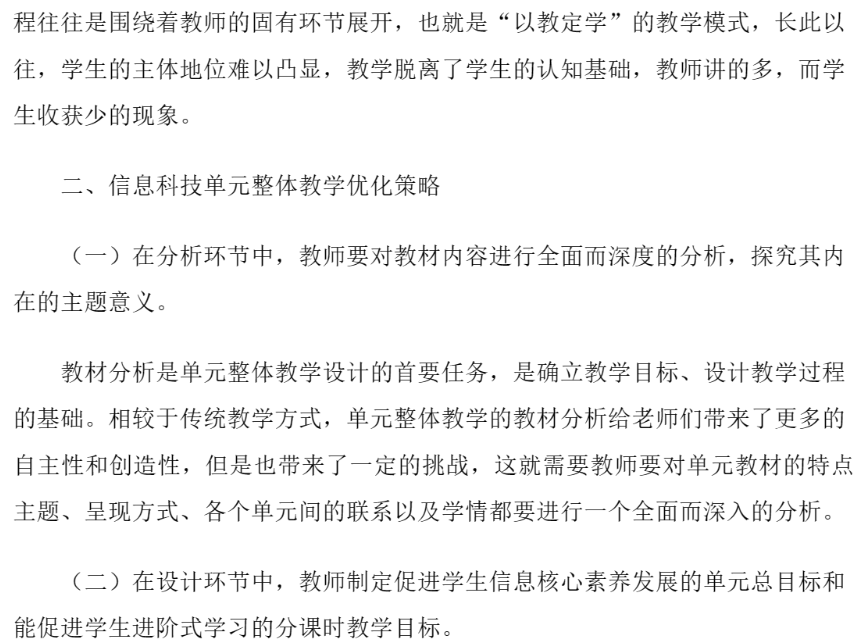 程往往是围绕着教师的固有环节展开，也就是“以教定学”的教学模式，长此以
往，学生的主体地位难以凸显，教学脱离了学生的认知基础，教师讲的多，而学
生收获少的现象。
二、信息科技单元整体教学优化策略
（一）在分析环节中，教师要对教材内容进行全面而深度的分析，探究其内
在的主题意义。
教材分析是单元整体教学设计的首要任务，是确立教学目标、设计教学过程
的基础。相较于传统教学方式，单元整体教学的教材分析给老师们带来了更多的
自主性和创造性，但是也带来了一定的挑战，这就需要教师要对单元教材的特点
主题、呈现方式、各个单元间的联系以及学情都要进行一个全面而深入的分析。
（二）在设计环节中，教师制定促进学生信息核心素养发展的单元总目标和
能促进学生进阶式学习的分课时教学目标。